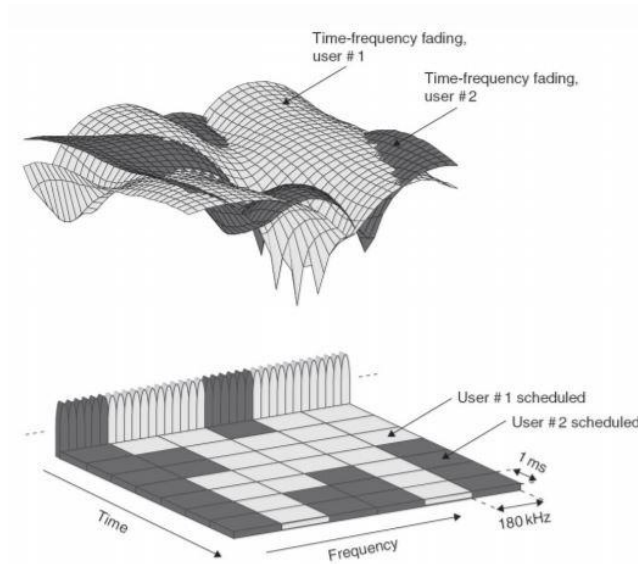 Time-frequency fading,
user # 1
Time-frequency fading,
user # 2
User # 1 scheduled
User # 2 scheduled
1 ms
180 kHz
Time
Frequency